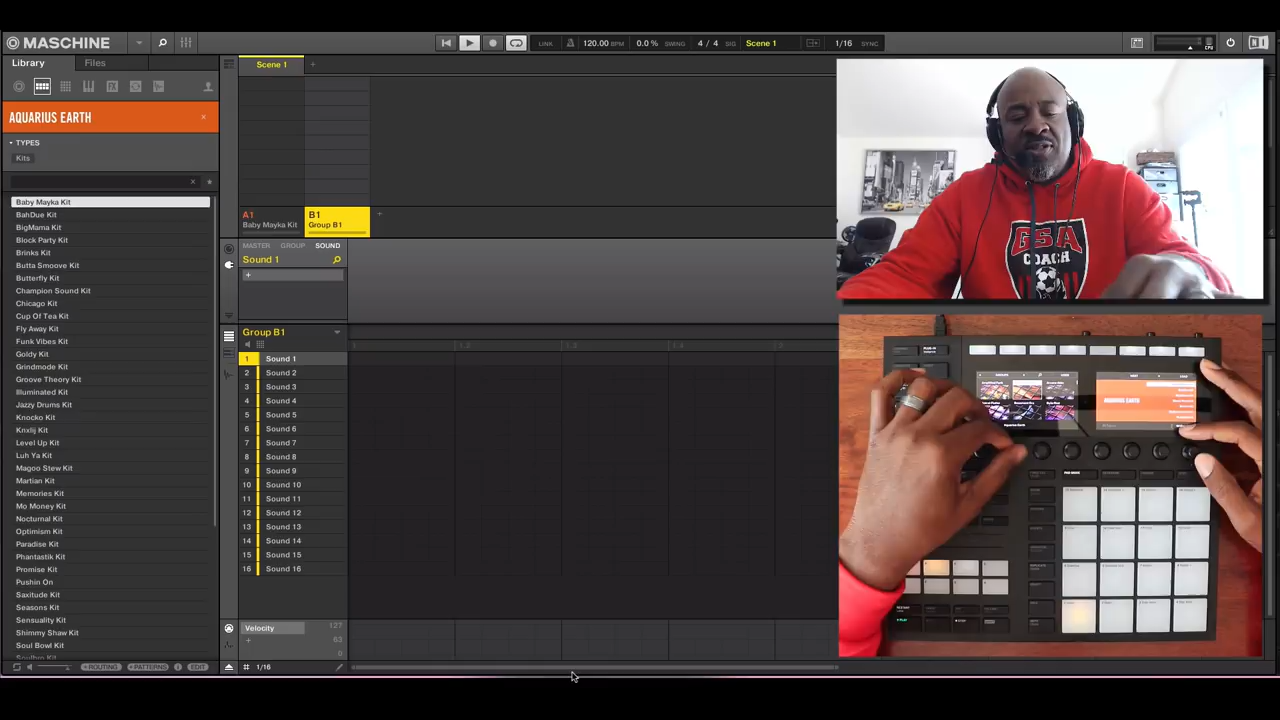 MASCHINE
LINK
120.00 BPM
0.0 % SWING
4 / 4 SIG
Scene 1
1/16 SYNC
CPU
Library
Files
Scene 1
+
AQUARIUS EARTH
TYPES
Kits
Baby Mayka Kit
BahDue Kit
BigMama Kit
Block Party Kit
Brinks Kit
Butta Smoove Kit
Butterfly Kit
Champion Sound Kit
Chicago Kit
Cup Of Tea Kit
Fly Away Kit
Funk Vibes Kit
Goldy Kit
Grindmode Kit
Groove Theory Kit
Illuminated Kit
Jazzy Drums Kit
Knocko Kit
Knxlij Kit
Level Up Kit
Luh Ya Kit
Magoo Stew Kit
Martian Kit
Memories Kit
Mo Money Kit
Nocturnal Kit
Optimism Kit
Paradise Kit
Phantastik Kit
Promise Kit
Pushin On
Saxitude Kit
Seasons Kit
Sensuality Kit
Shimmy Shaw Kit
Soul Bowl Kit
+ROUTING
+PATTERNS
EDIT
A1
Baby Mayka Kit
B1
Group B1
+
MASTER GROUP SOUND
Sound 1
+
Group B1
1 Sound 1
2 Sound 2
3 Sound 3
4 Sound 4
5 Sound 5
6 Sound 6
7 Sound 7
8 Sound 8
9 Sound 9
10 Sound 10
11 Sound 11
12 Sound 12
13 Sound 13
14 Sound 14
15 Sound 15
16 Sound 16
Velocity
127
+
63
0
1/16
GSA
COACH
AQUARIUS EARTH
Aquarius Earth